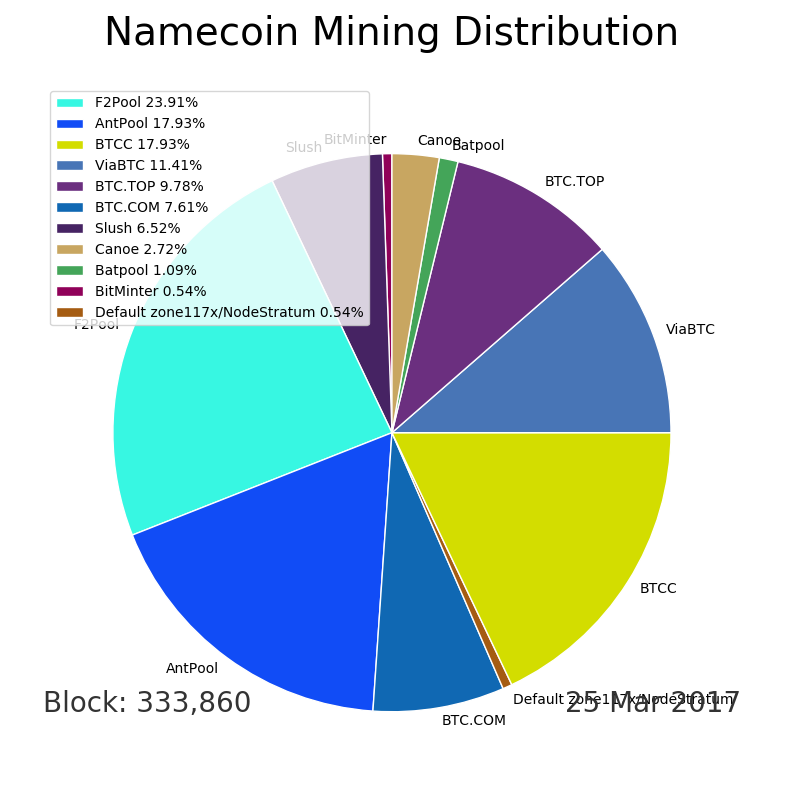 Namecoin Mining Distribution
F2Pool 23.91%
AntPool 17.93%
BTCC 17.93%
ViaBTC 11.41%
BTC.TOP 9.78%
BTC.COM 7.61%
Slush 6.52%
Canoe 2.72%
Batpool 1.09%
BitMinter 0.54%
Default zone117x/NodeStratum 0.54%
Slush
BitMinter
Canoe
Batpool
BTC.TOP
ViaBTC
F2Pool
BTCC
AntPool
Default zone117x/NodeStratum
BTC.COM
Block: 333,860
25 Mar 2017